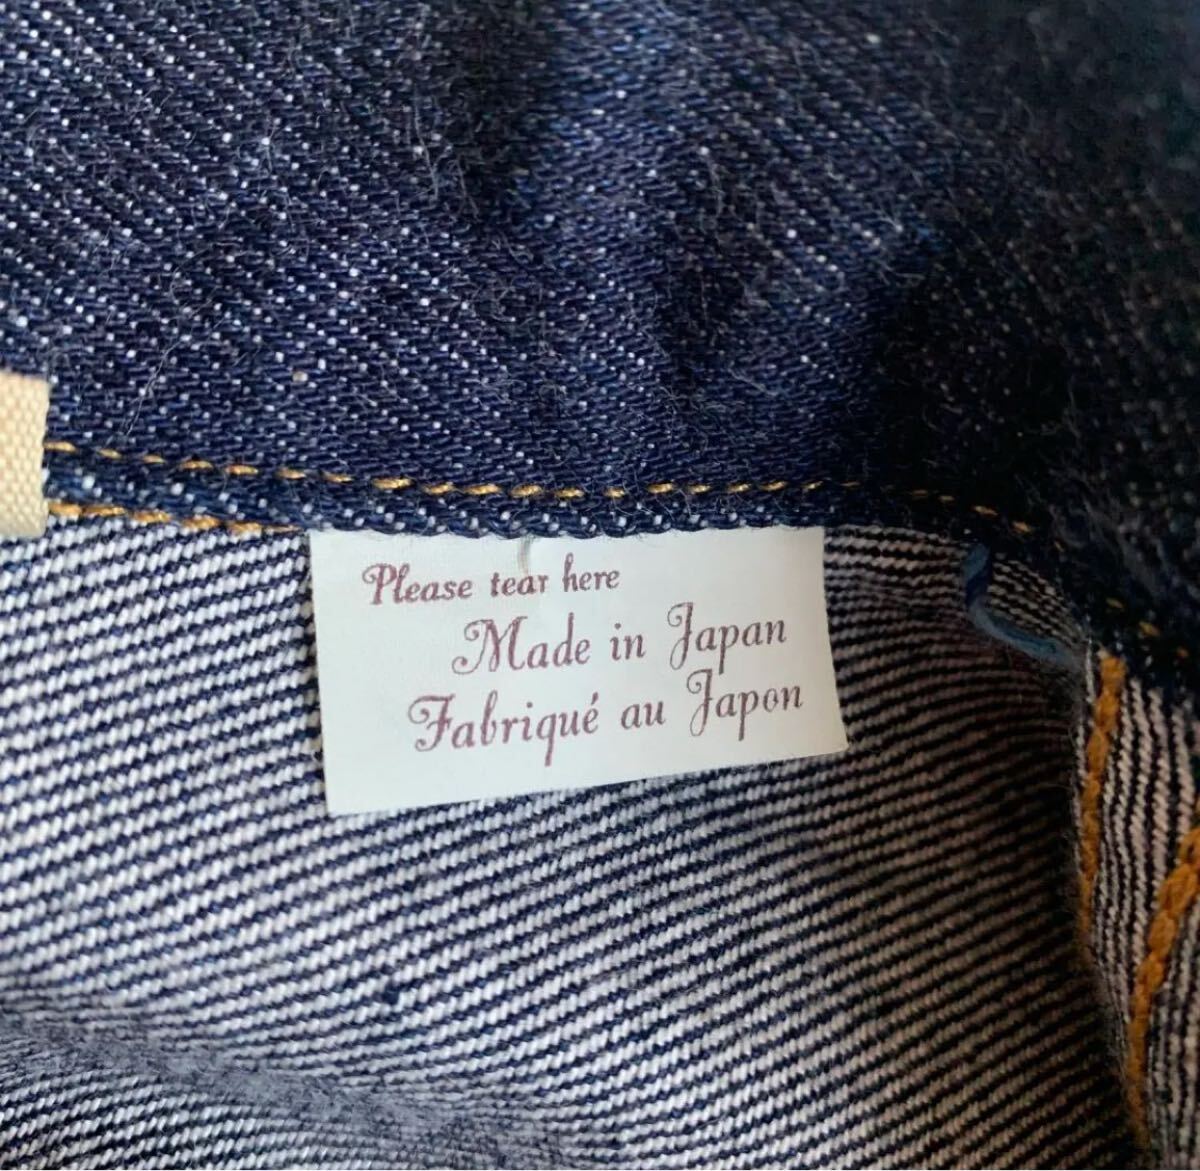 Please tear here
Made in Japan
Fabriqué au Japon